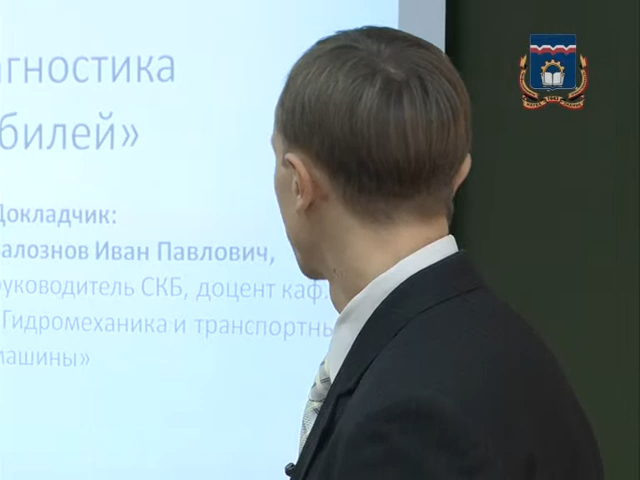 агностика
билей»
Докладчик:
алознов Иван Павлович,
руководитель СКБ, доцент каф.
Гидромеханика и транспортны
машины»